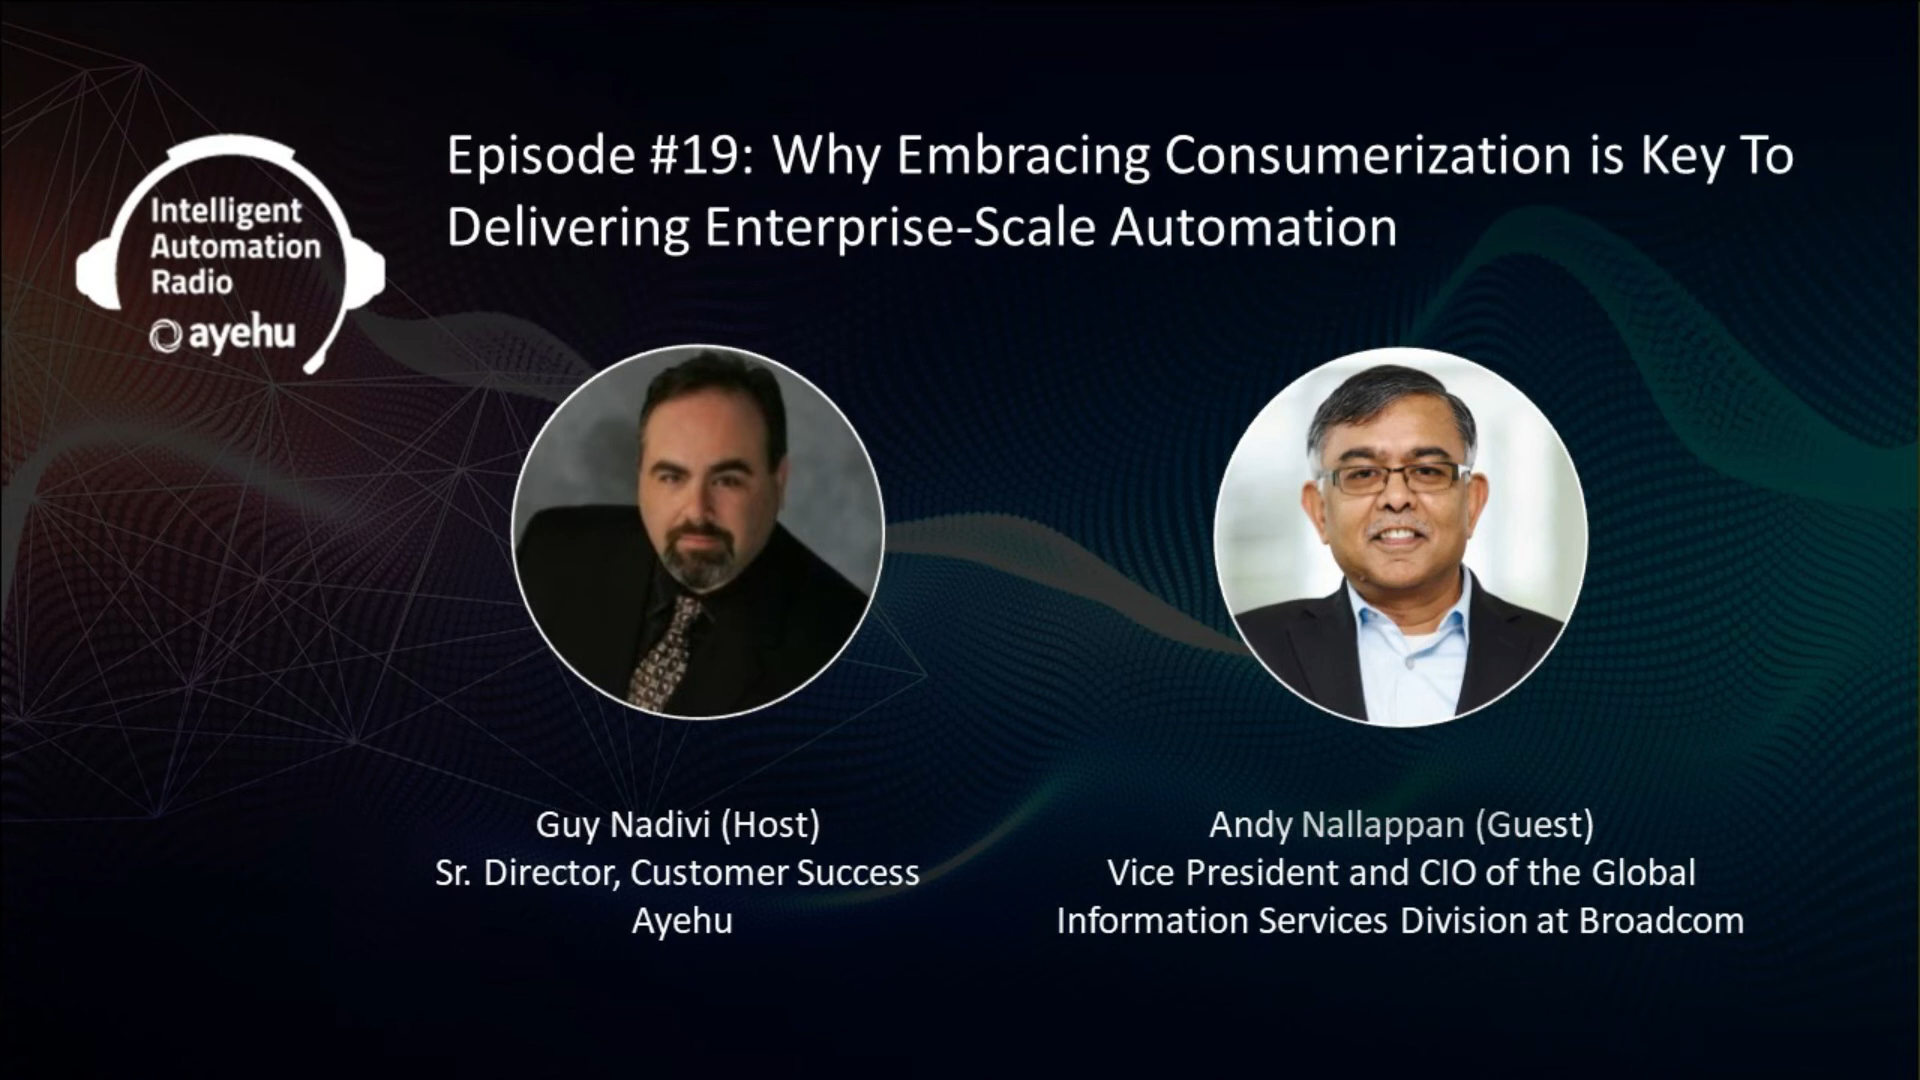 Intelligent
Automation
Radio
ayehu
Episode #19: Why Embracing Consumerization is Key To
Delivering Enterprise-Scale Automation
Guy Nadivi (Host)
Sr. Director, Customer Success
Ayehu
Andy Nallappan (Guest)
Vice President and CIO of the Global
Information Services Division at Broadcom